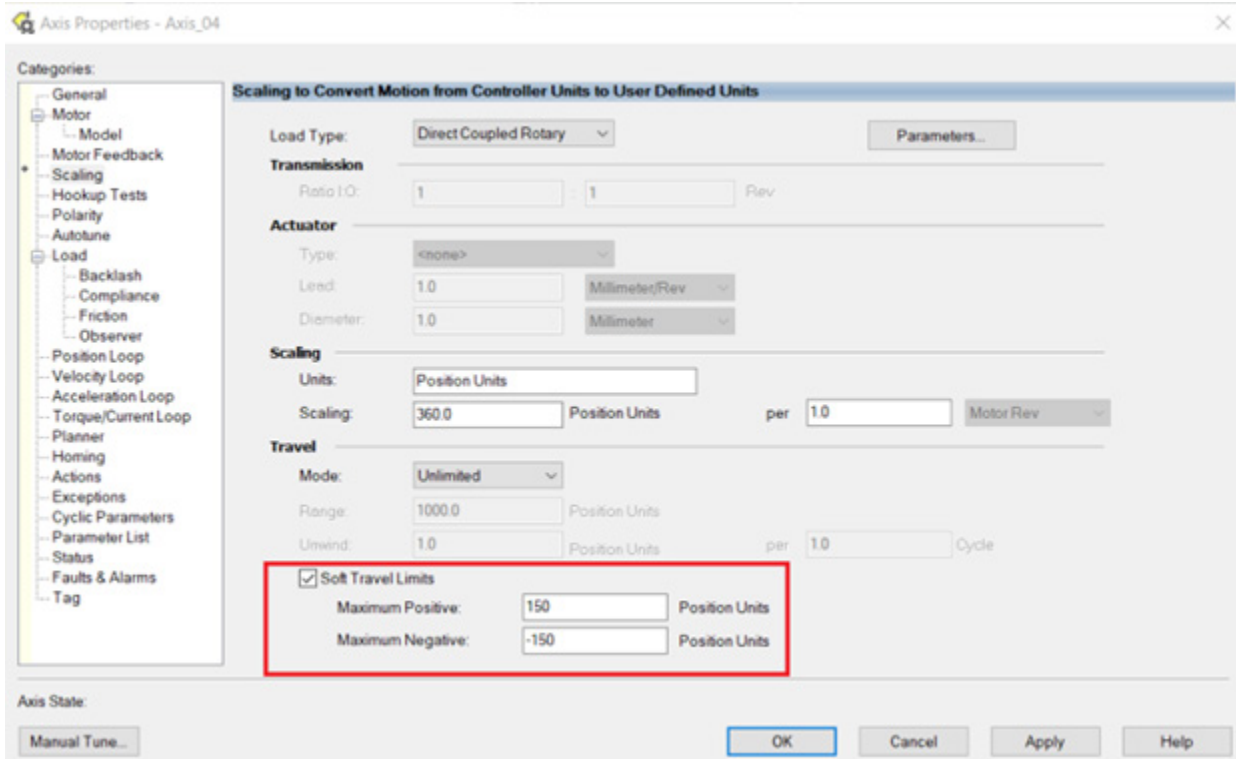 Axis Properties - Axis_04
Categories:
General
Motor
Model
Motor Feedback
Scaling
Hookup Tests
Polarity
Autotune
Load
Backlash
Compliance
Friction
Observer
Position Loop
Velocity Loop
Acceleration Loop
Torque/Current Loop
Planner
Homing
Actions
Exceptions
Cyclic Parameters
Parameter List
Status
Faults & Alarms
Tag
Scaling to Convert Motion from Controller Units to User Defined Units
Load Type: Direct Coupled Rotary Parameters...
Transmission
Ratio I:O: 1 : 1 Rev
Actuator
Type: <none>
Lead: 1.0 Millimeter/Rev
Diameter: 1.0 Millimeter
Scaling
Units: Position Units
Scaling: 360.0 Position Units per 1.0 Motor Rev
Travel
Mode: Unlimited
Range: 1000.0 Position Units
Unwind: 1.0 Position Units per 1.0 Cycle
Soft Travel Limits
Maximum Positive: 150 Position Units
Maximum Negative: -150 Position Units
Axis State:
Manual Tune... OK Cancel Apply Help